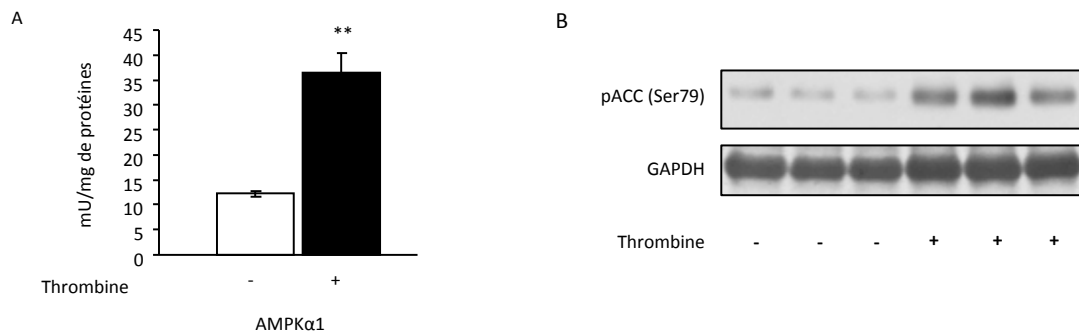 A
**
mU/mg de protéines
45
40
35
30
25
20
15
10
5
0
Thrombine - +
AMPKα1
B
pACC (Ser79)
GAPDH
Thrombine - - - + + +